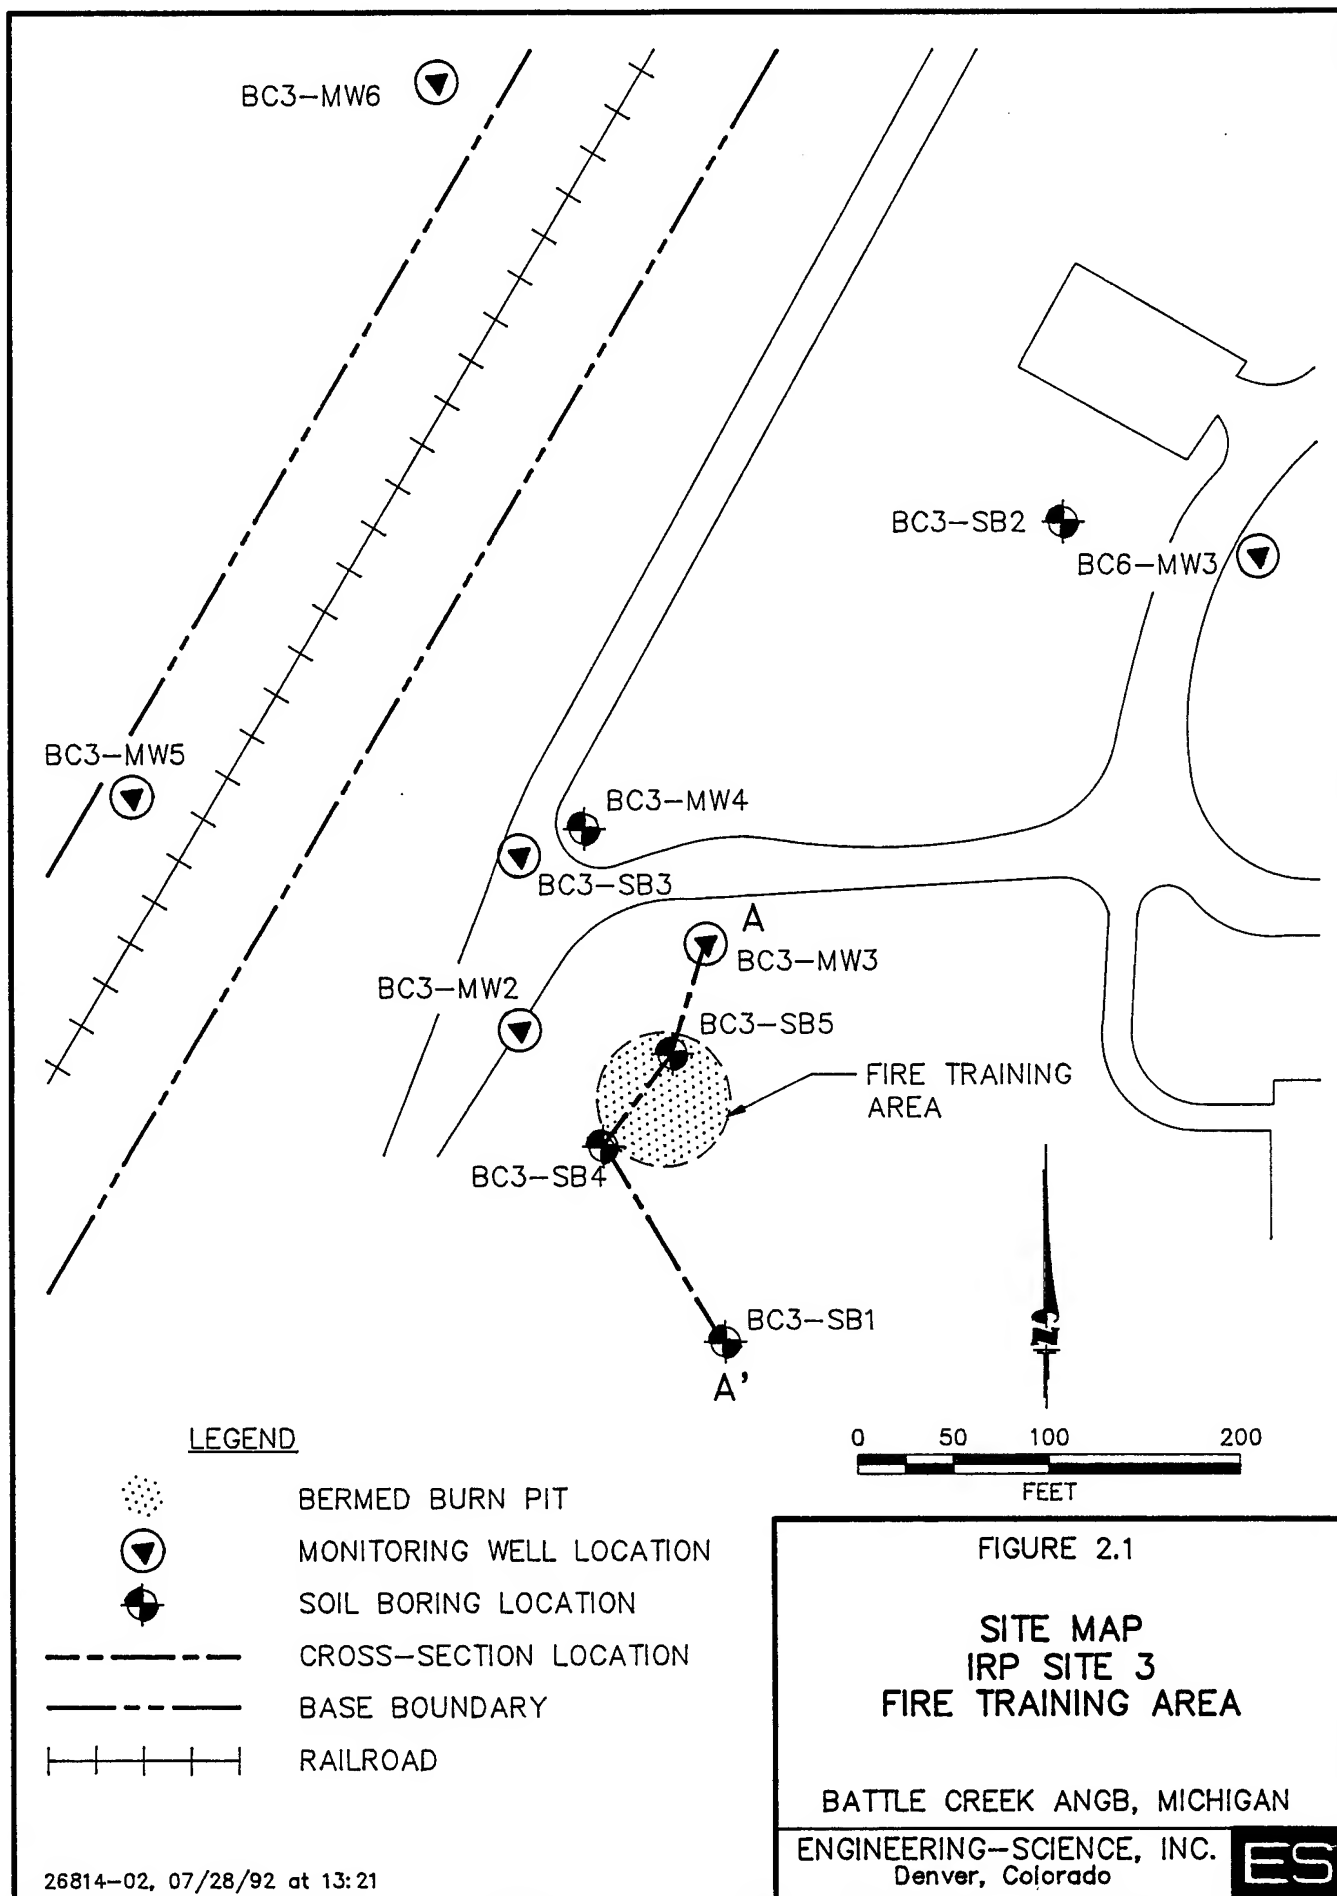 BC3-MW6
BC3-SB2
BC6-MW3
BC3-MW5
BC3-MW4
BC3-SB3
A
BC3-MW3
BC3-MW2
BC3-SB5
FIRE TRAINING
AREA
BC3-SB4
BC3-SB1
A'
N
LEGEND
BERMED BURN PIT
MONITORING WELL LOCATION
SOIL BORING LOCATION
CROSS-SECTION LOCATION
BASE BOUNDARY
RAILROAD
0 50 100 200
FEET
FIGURE 2.1
SITE MAP
IRP SITE 3
FIRE TRAINING AREA
BATTLE CREEK ANGB, MICHIGAN
ENGINEERING-SCIENCE, INC.
Denver, Colorado
ES
26814-02, 07/28/92 at 13:21